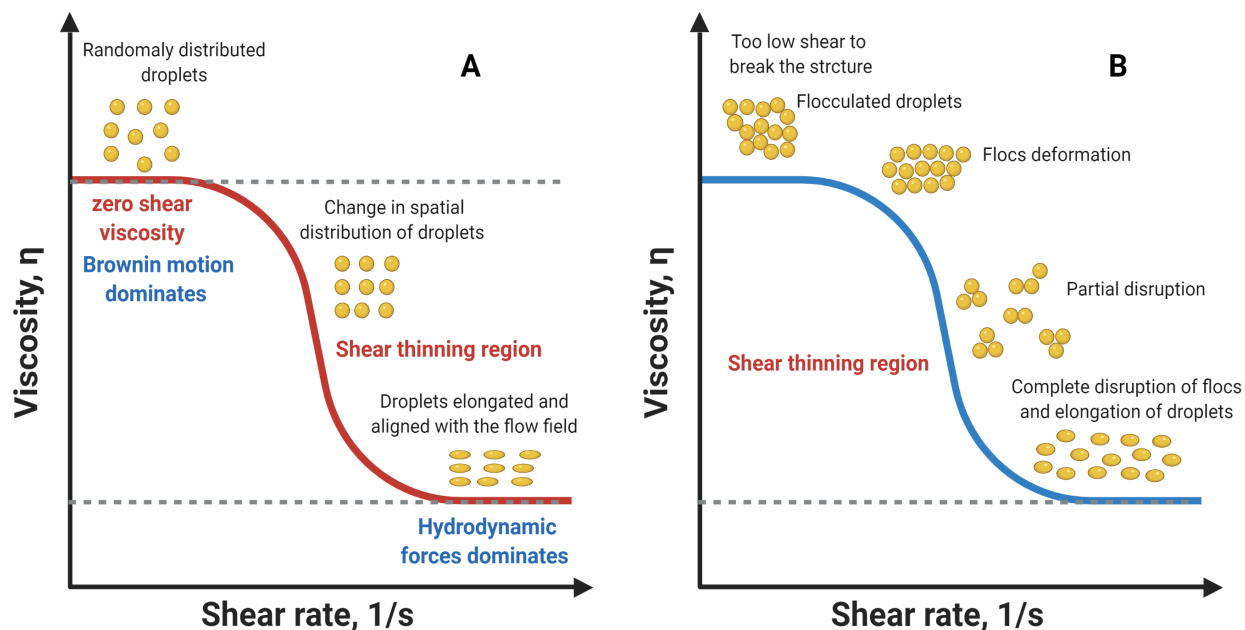 Randomaly distributed
droplets
A
zero shear
viscosity
Brownin motion
dominates
Change in spatial
distribution of droplets
Shear thinning region
Droplets elongated and
aligned with the flow field
Hydrodynamic
forces dominates
Viscosity, η
Shear rate, 1/s
Too low shear to
break the strcture
B
Flocculated droplets
Flocs deformation
Partial disruption
Shear thinning region
Complete disruption of flocs
and elongation of droplets
Viscosity, η
Shear rate, 1/s